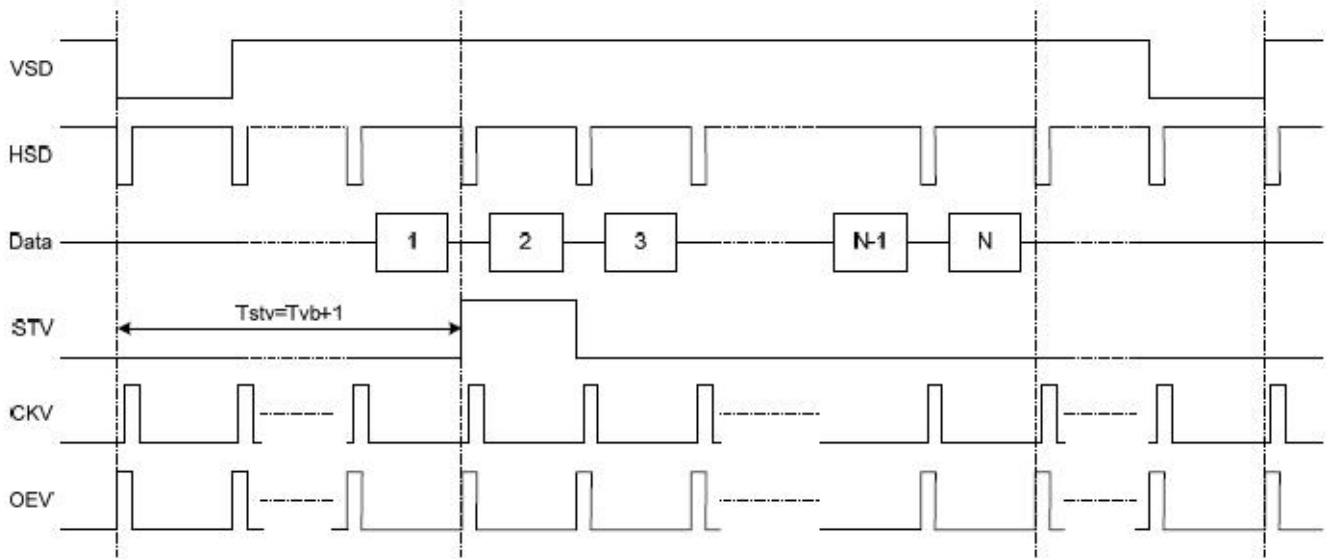 VSD
HSD
Data 1 2 3 N-1 N
STV Tstv=Tvb+1
CKV
OEV